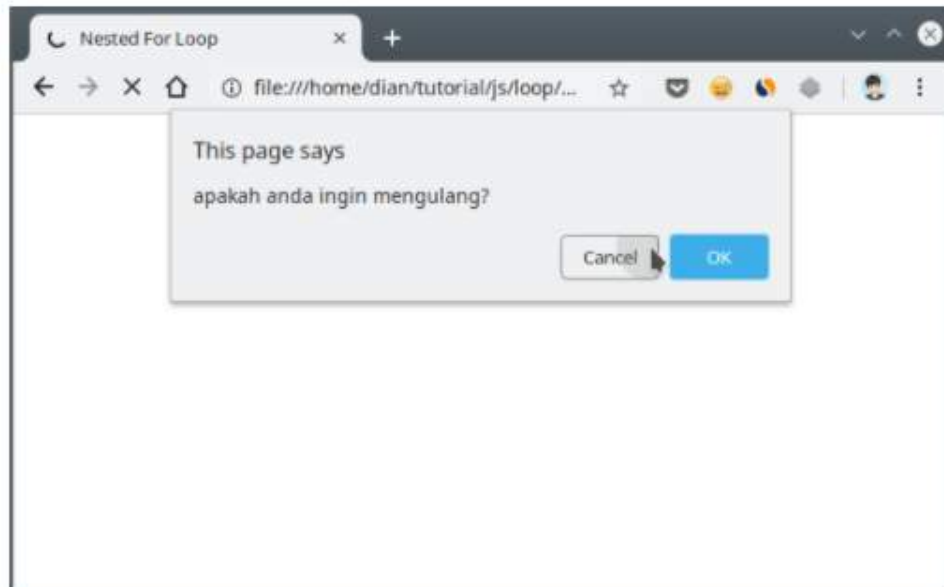 Nested For Loop
file:///home/dian/tutorial/js/loop/...
This page says
apakah anda ingin mengulang?
Cancel OK